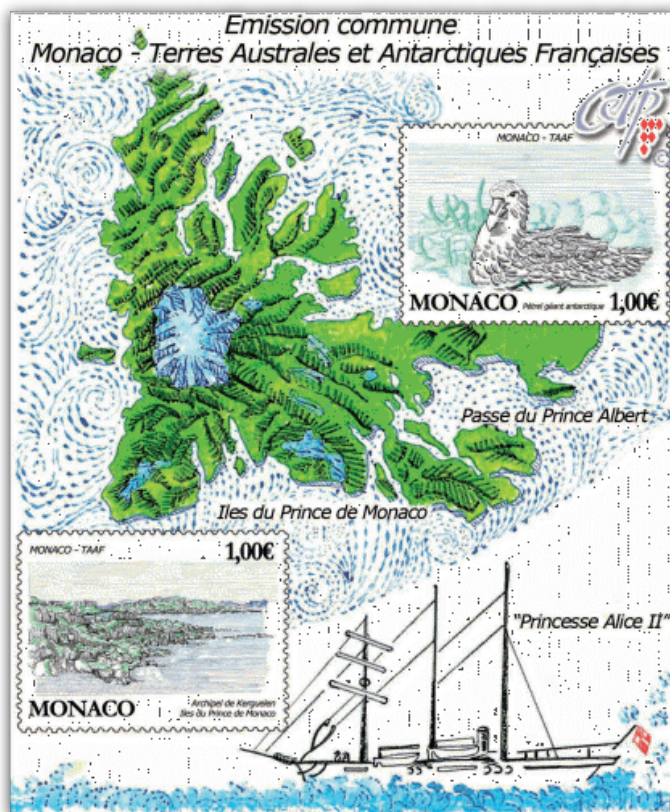 Emission commune
Monaco - Terres Australes et Antarctiques Françaises
MONACO - TAAF
MONACO
Pétrel géant antarctique
1,00€
Passe du Prince Albert
Iles du Prince de Monaco
MONACO - TAAF
1,00€
MONACO
Archipel de Kerguelen
Iles du Prince de Monaco
"Princesse Alice II"